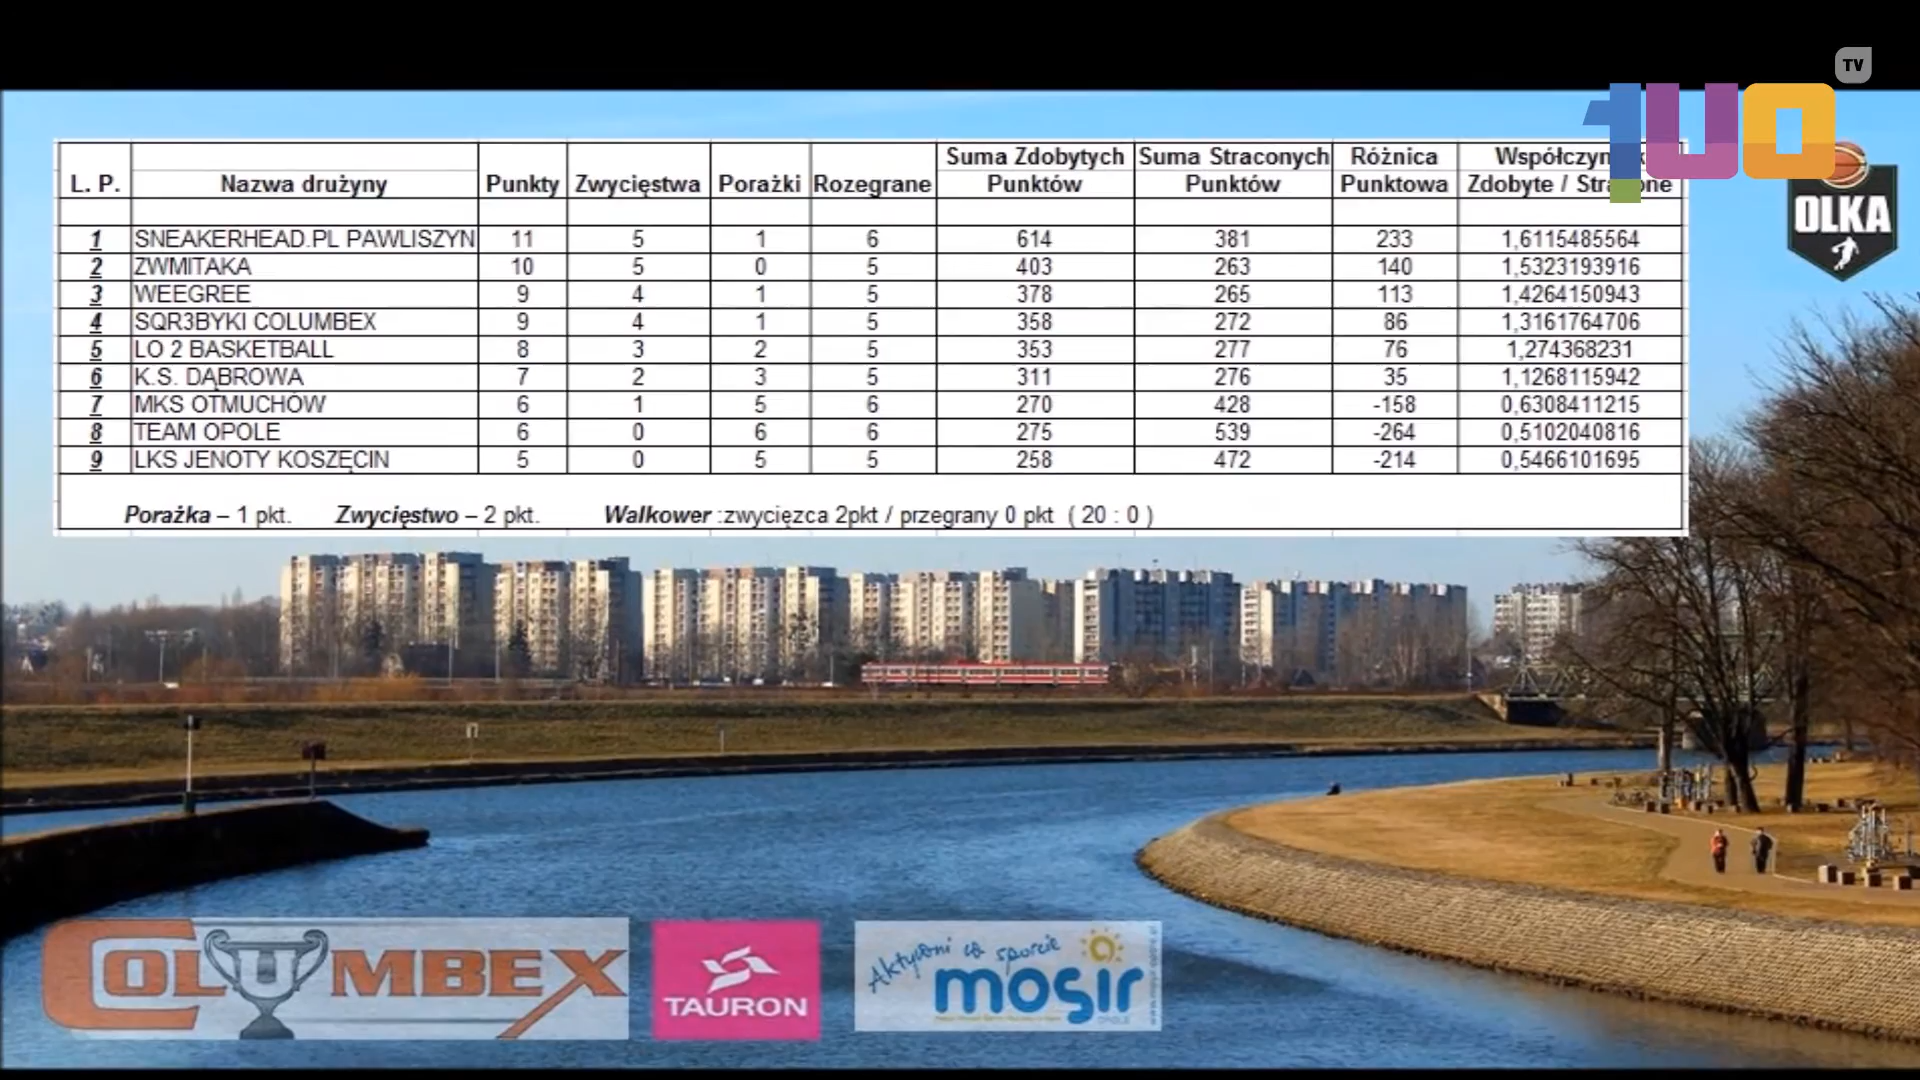 TV
1UO
L. P. Nazwa drużyny Punkty Zwycięstwa Porażki Rozegrane Suma Zdobytych Punktów Suma Straconych Punktów Różnica Punktowa Zdobyte /
1 SNEAKERHEAD.PL PAWLISZYN 11 5 1 6 614 381 233 1,6115485564
2 ZWMITAKA 10 5 0 5 403 263 140 1,5323193916
3 WEEGREE 9 4 1 5 378 265 113 1,4264150943
4 SQR3BYKI COLUMBEX 9 4 1 5 358 272 86 1,3161764706
5 LO 2 BASKETBALL 8 3 2 5 353 277 76 1,274368231
6 K.S. DĄBROWA 7 2 3 5 311 276 35 1,1268115942
7 MKS OTMUCHÓW 6 1 5 6 270 428 -158 0,6308411215
8 TEAM OPOLE 6 0 6 6 275 539 -264 0,5102040816
9 LKS JENOTY KOSZĘCIN 5 0 5 5 258 472 -214 0,5466101695
Porażka – 1 pkt. Zwycięstwo – 2 pkt. Walkower :zwycięzca 2pkt / przegrany 0 pkt ( 20 : 0 )
OLKA
COLUMBEX
TAURON
Aktywni w sporcie
mosir
OPOLE